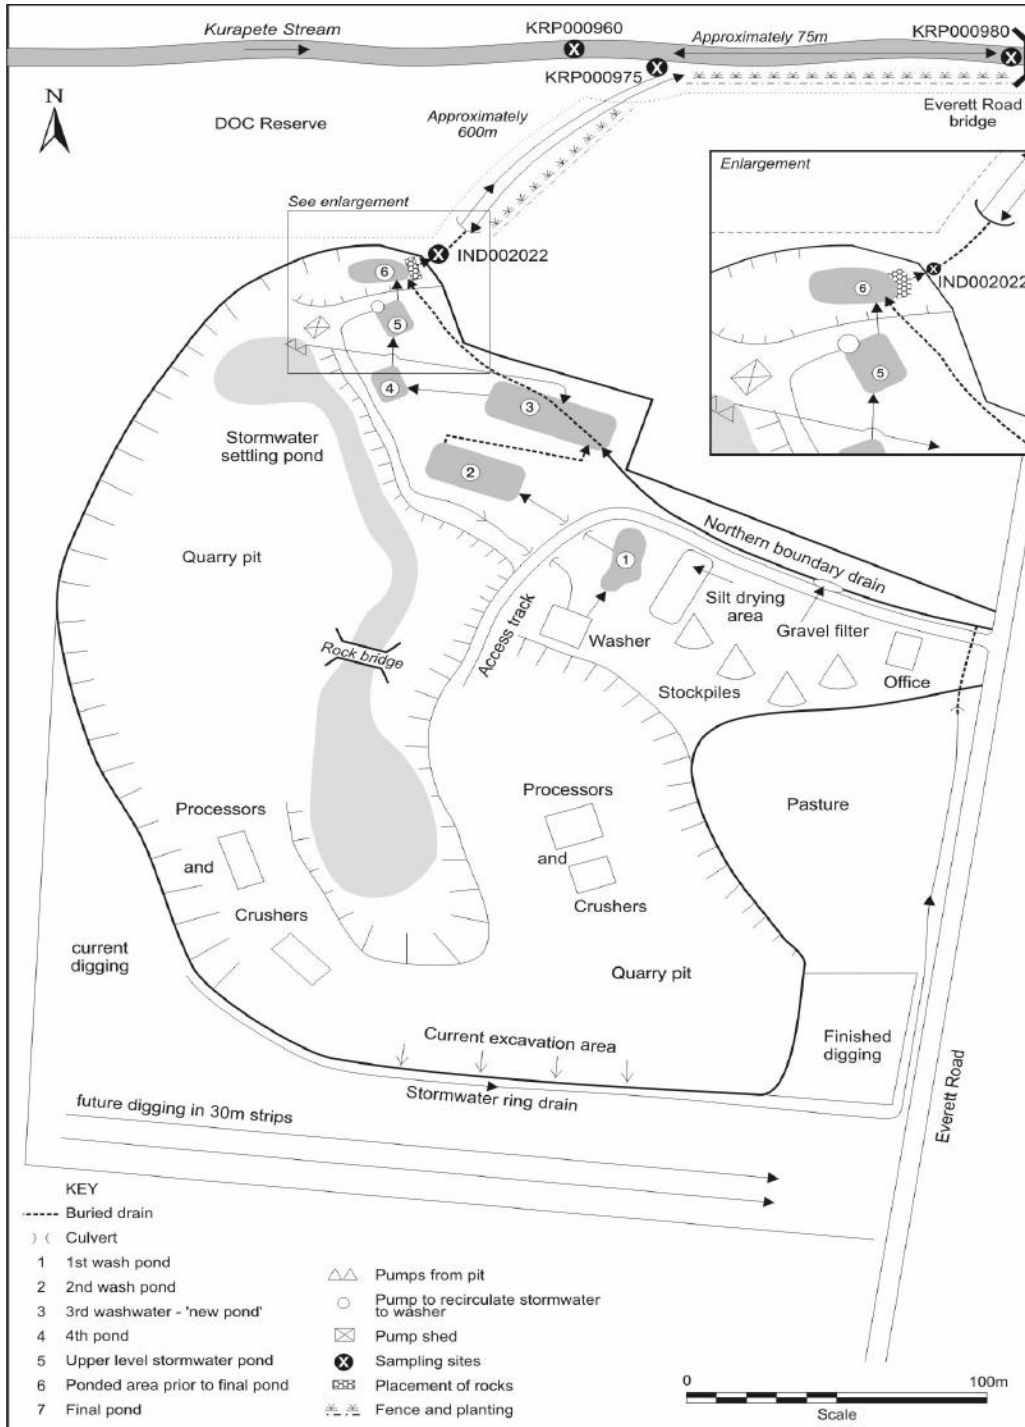 Kurapete Stream
KRP000960
Approximately 75m
KRP000980
KRP000975
N
DOC Reserve
Approximately
600m
Everett Road
bridge
Enlargement
See enlargement
IND002022
6
5
4
3
2
1
6
IND002022
5
Stormwater
settling pond
Quarry pit
Northern boundary drain
Silt drying
area
Gravel filter
Washer
Access track
Rock bridge
Stockpiles
Office
Processors
and
Crushers
Processors
and
Crushers
Pasture
current
digging
Quarry pit
Finished
digging
Current excavation area
Stormwater ring drain
Everett Road
future digging in 30m strips
KEY
Buried drain
Culvert
1 1st wash pond
2 2nd wash pond
3 3rd washwater - 'new pond'
4 4th pond
5 Upper level stormwater pond
6 Ponded area prior to final pond
7 Final pond
Pumps from pit
Pump to recirculate stormwater
to washer
Pump shed
X Sampling sites
Placement of rocks
Fence and planting
0 100m
Scale